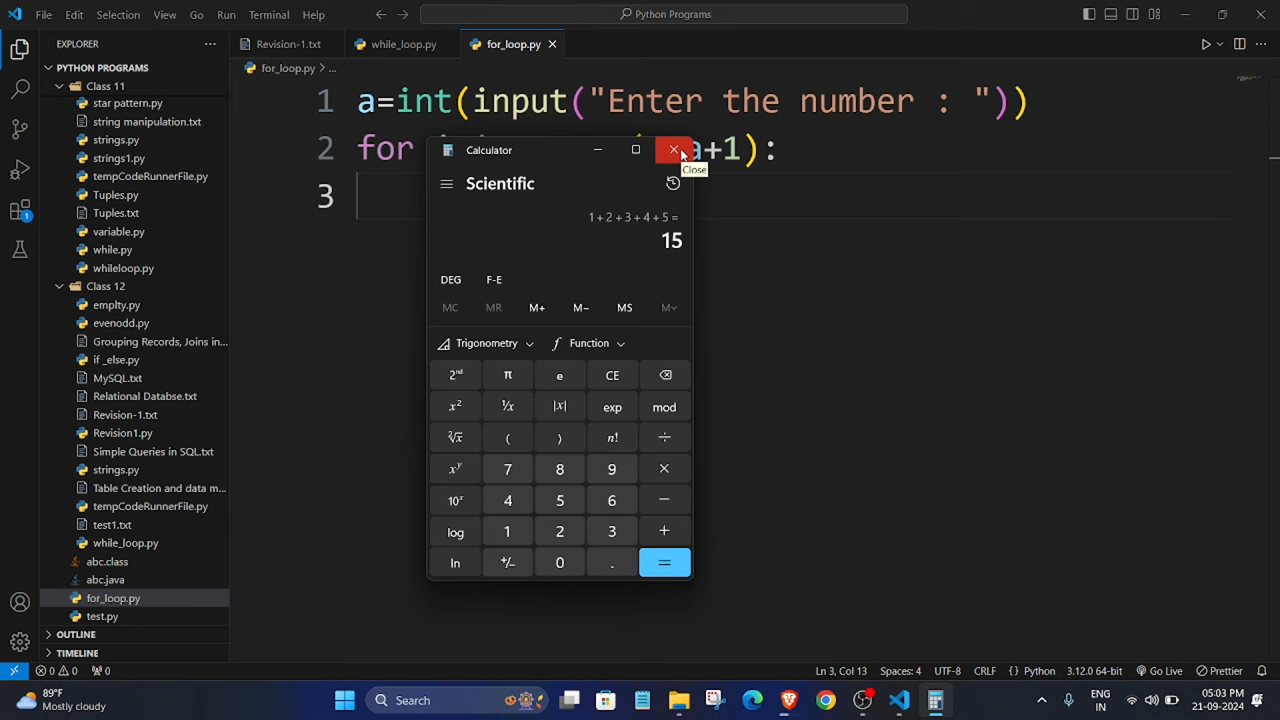 File Edit Selection View Go Run Terminal Help
Python Programs
EXPLORER
PYTHON PROGRAMS
Class 11
star pattern.py
string manipulation.txt
strings.py
strings1.py
tempCodeRunnerFile.py
Tuples.py
Tuples.txt
variable.py
while.py
whileloop.py
Class 12
emplty.py
evenodd.py
Grouping Records, Joins in...
if _else.py
MySQL.txt
Relational Databse.txt
Revision-1.txt
Revision1.py
Simple Queries in SQL.txt
strings.py
Table Creation and data m...
tempCodeRunnerFile.py
test1.txt
while_loop.py
abc.class
abc.java
for_loop.py
test.py
OUTLINE
TIMELINE
Revision-1.txt while_loop.py for_loop.py
for_loop.py > ...
1 a=int(input("Enter the number : "))
2 for a+1):
3
Calculator
Close
Scientific
1 + 2 + 3 + 4 + 5 =
15
DEG F-E
MC MR M+ M− MS M
Trigonometry Function
2nd π e CE
x² ¹/x |x| exp mod
²√x ( ) n! ÷
xʸ 7 8 9 ×
10ˣ 4 5 6 −
log 1 2 3 +
ln +/− 0 . =
0 0 0 Ln 3, Col 13 Spaces: 4 UTF-8 CRLF {} Python 3.12.0 64-bit Go Live Prettier
1
89°F
Mostly cloudy
Search
ENG
IN
05:03 PM
21-09-2024